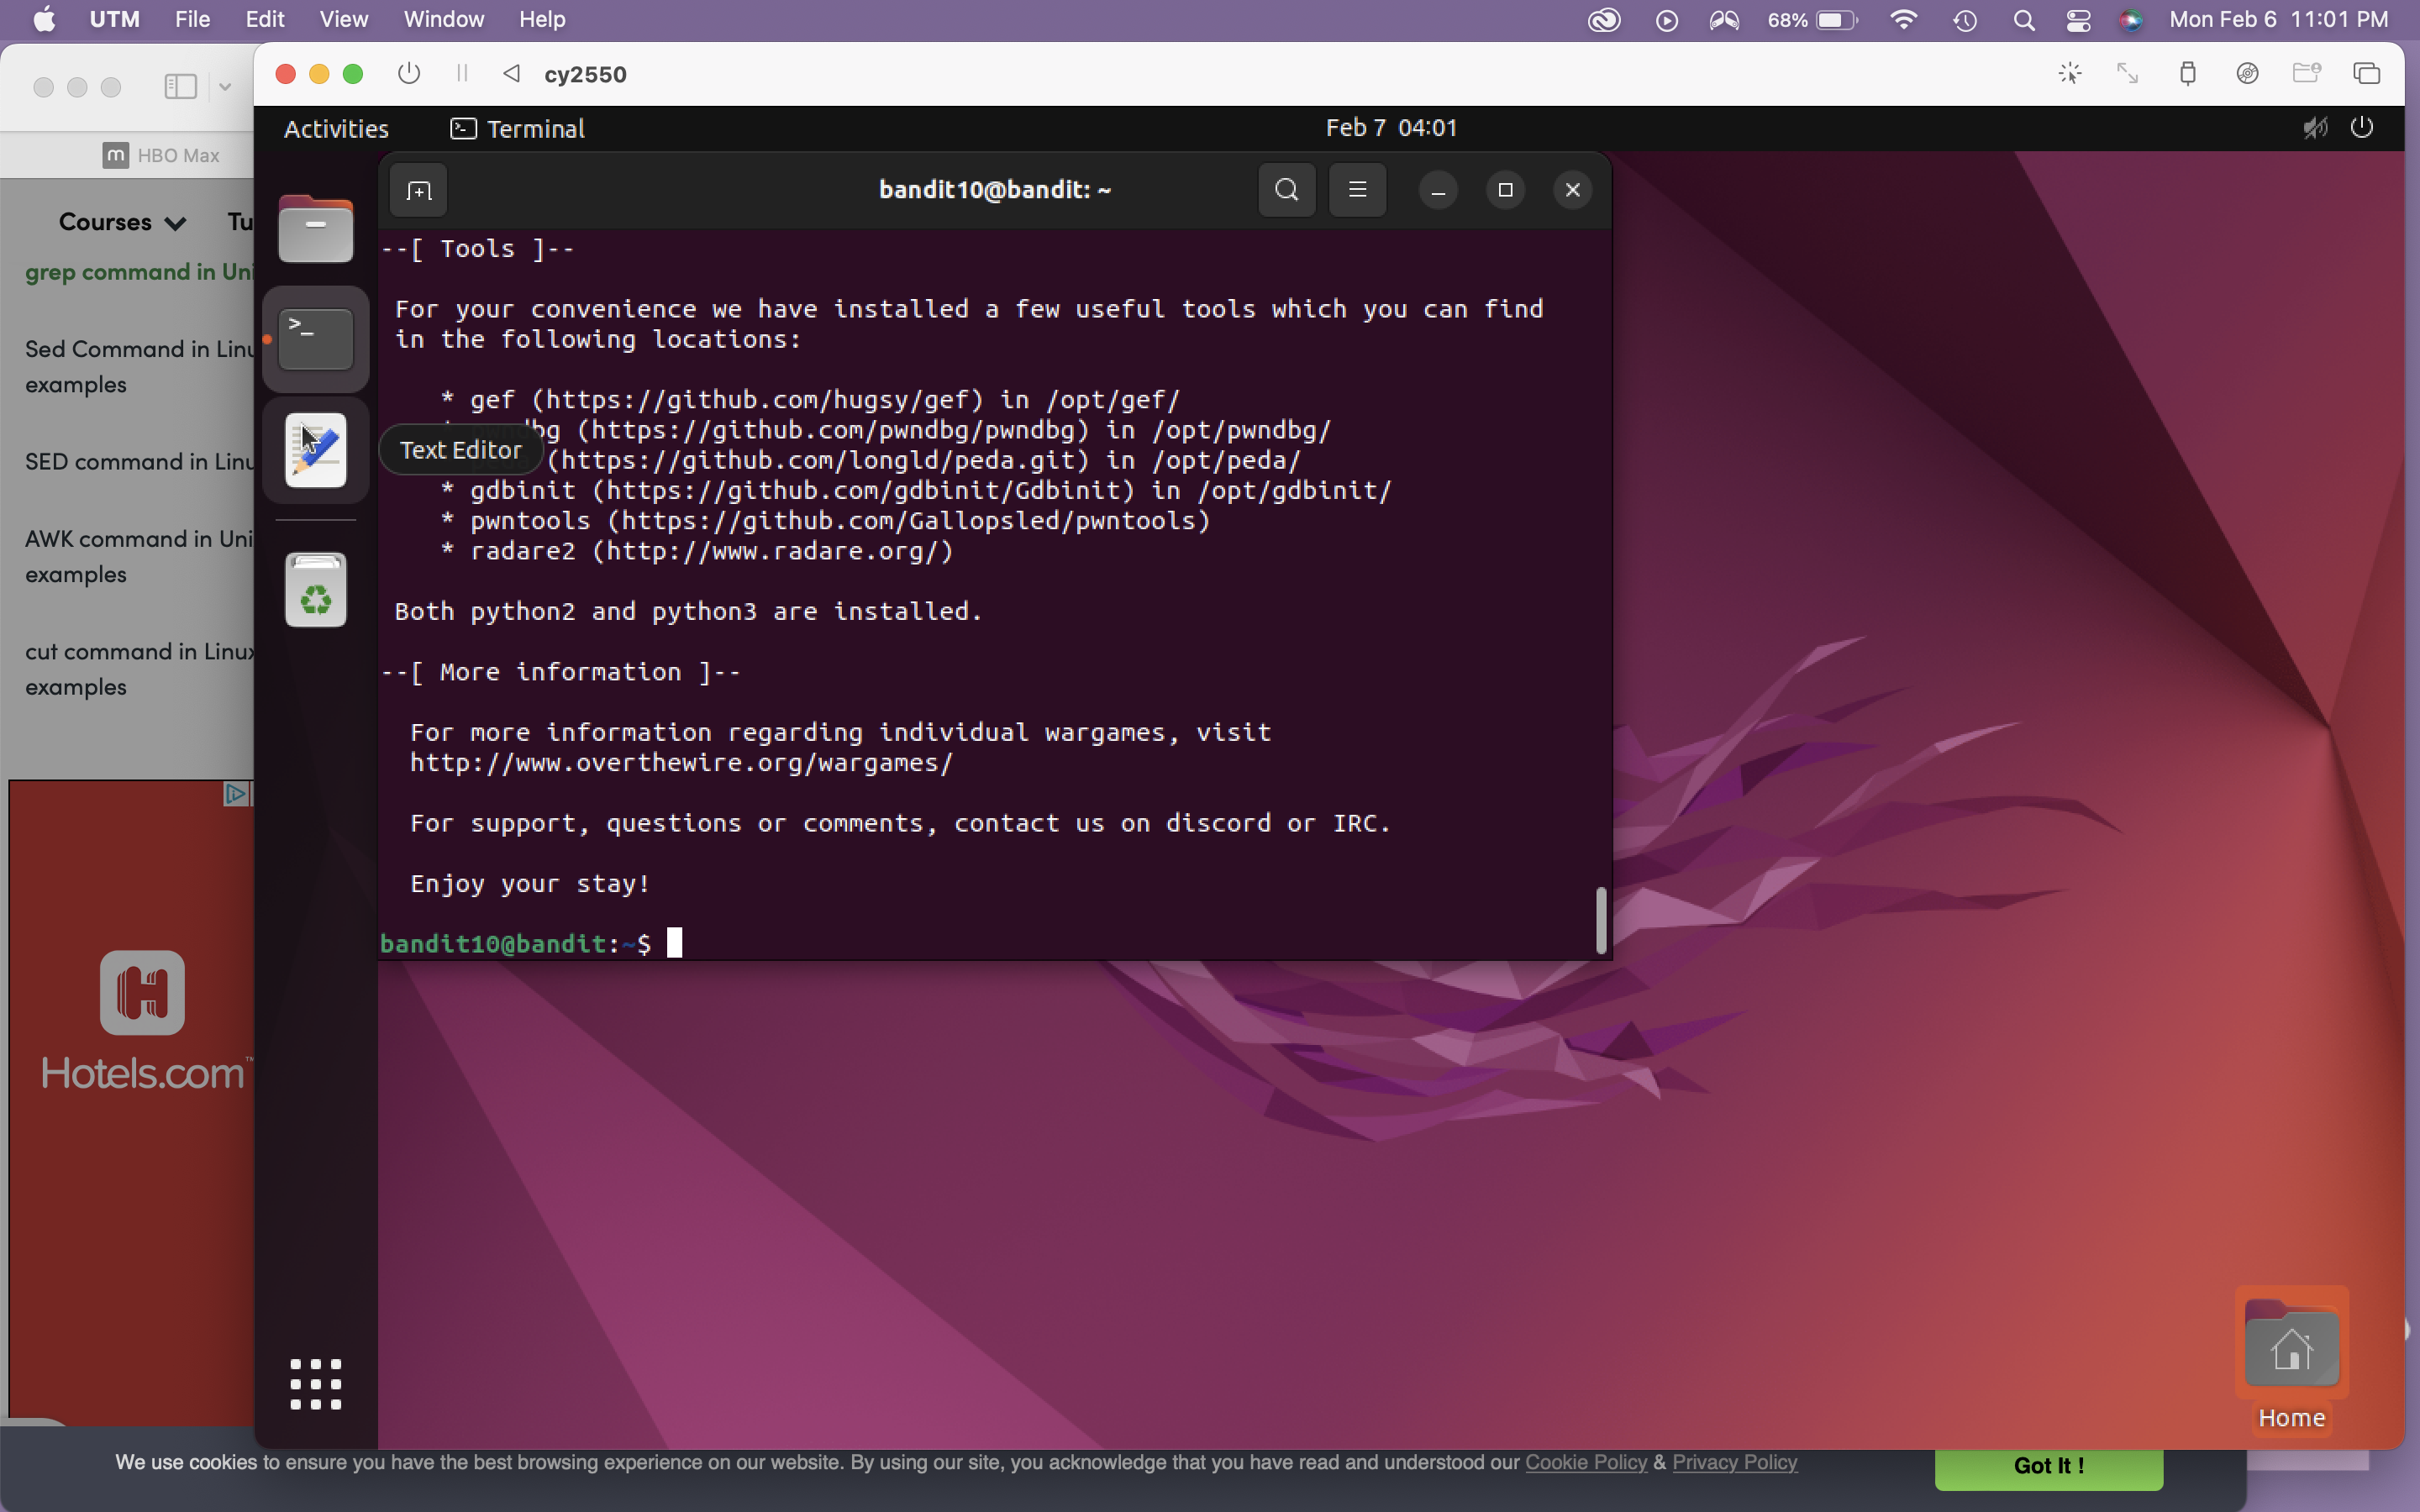 UTM File Edit View Window Help 68% Mon Feb 6 11:01 PM
cy2550
Activities Terminal Feb 7 04:01
m HBO Max
bandit10@bandit: ~
Courses Tu
grep command in Uni
Sed Command in Linu
examples
SED command in Linu
AWK command in Uni
examples
cut command in Linux
examples
H
Hotels.com™
--[ Tools ]--
For your convenience we have installed a few useful tools which you can find
in the following locations:
* gef (https://github.com/hugsy/gef) in /opt/gef/
(https://github.com/pwndbg/pwndbg) in /opt/pwndbg/
Text Editor
(https://github.com/longld/peda.git) in /opt/peda/
* gdbinit (https://github.com/gdbinit/Gdbinit) in /opt/gdbinit/
* pwntools (https://github.com/Gallopsled/pwntools)
* radare2 (http://www.radare.org/)
Both python2 and python3 are installed.
--[ More information ]--
For more information regarding individual wargames, visit
http://www.overthewire.org/wargames/
For support, questions or comments, contact us on discord or IRC.
Enjoy your stay!
bandit10@bandit:~$
Home
We use cookies to ensure you have the best browsing experience on our website. By using our site, you acknowledge that you have read and understood our Cookie Policy & Privacy Policy
Got It !